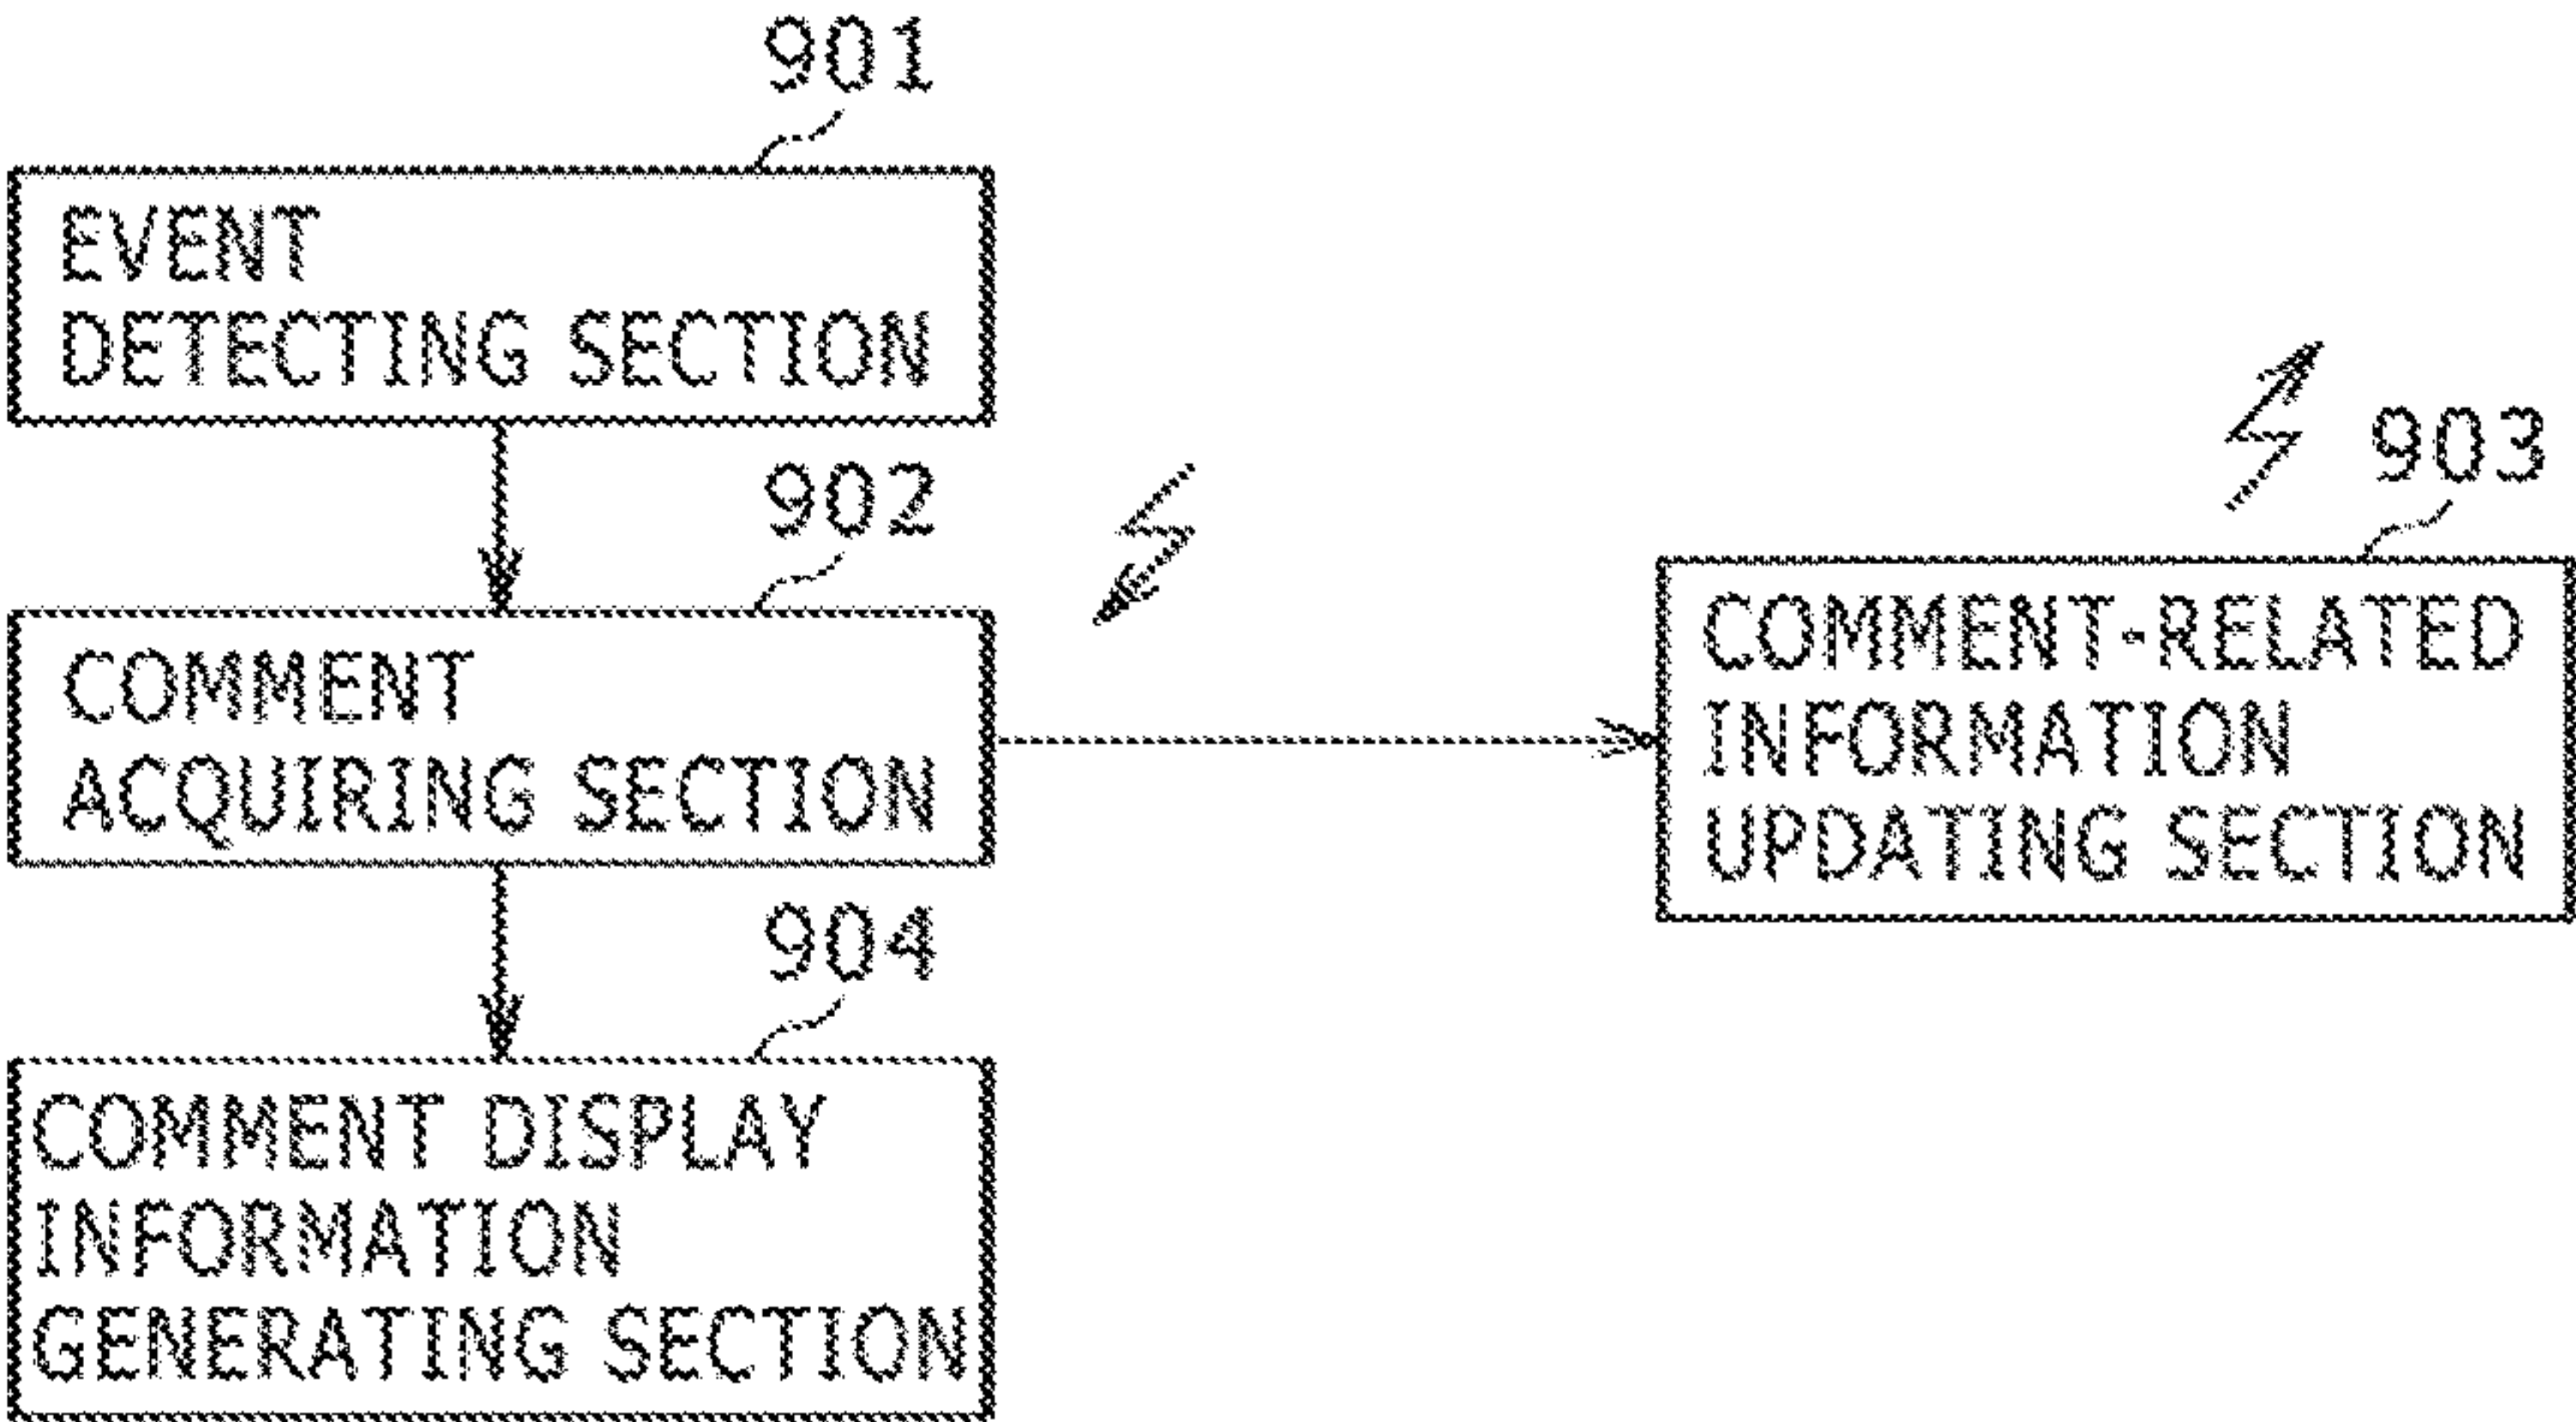 901
EVENT
DETECTING SECTION
902
COMMENT
ACQUIRING SECTION
903
COMMENT-RELATED
INFORMATION
UPDATING SECTION
904
COMMENT DISPLAY
INFORMATION
GENERATING SECTION